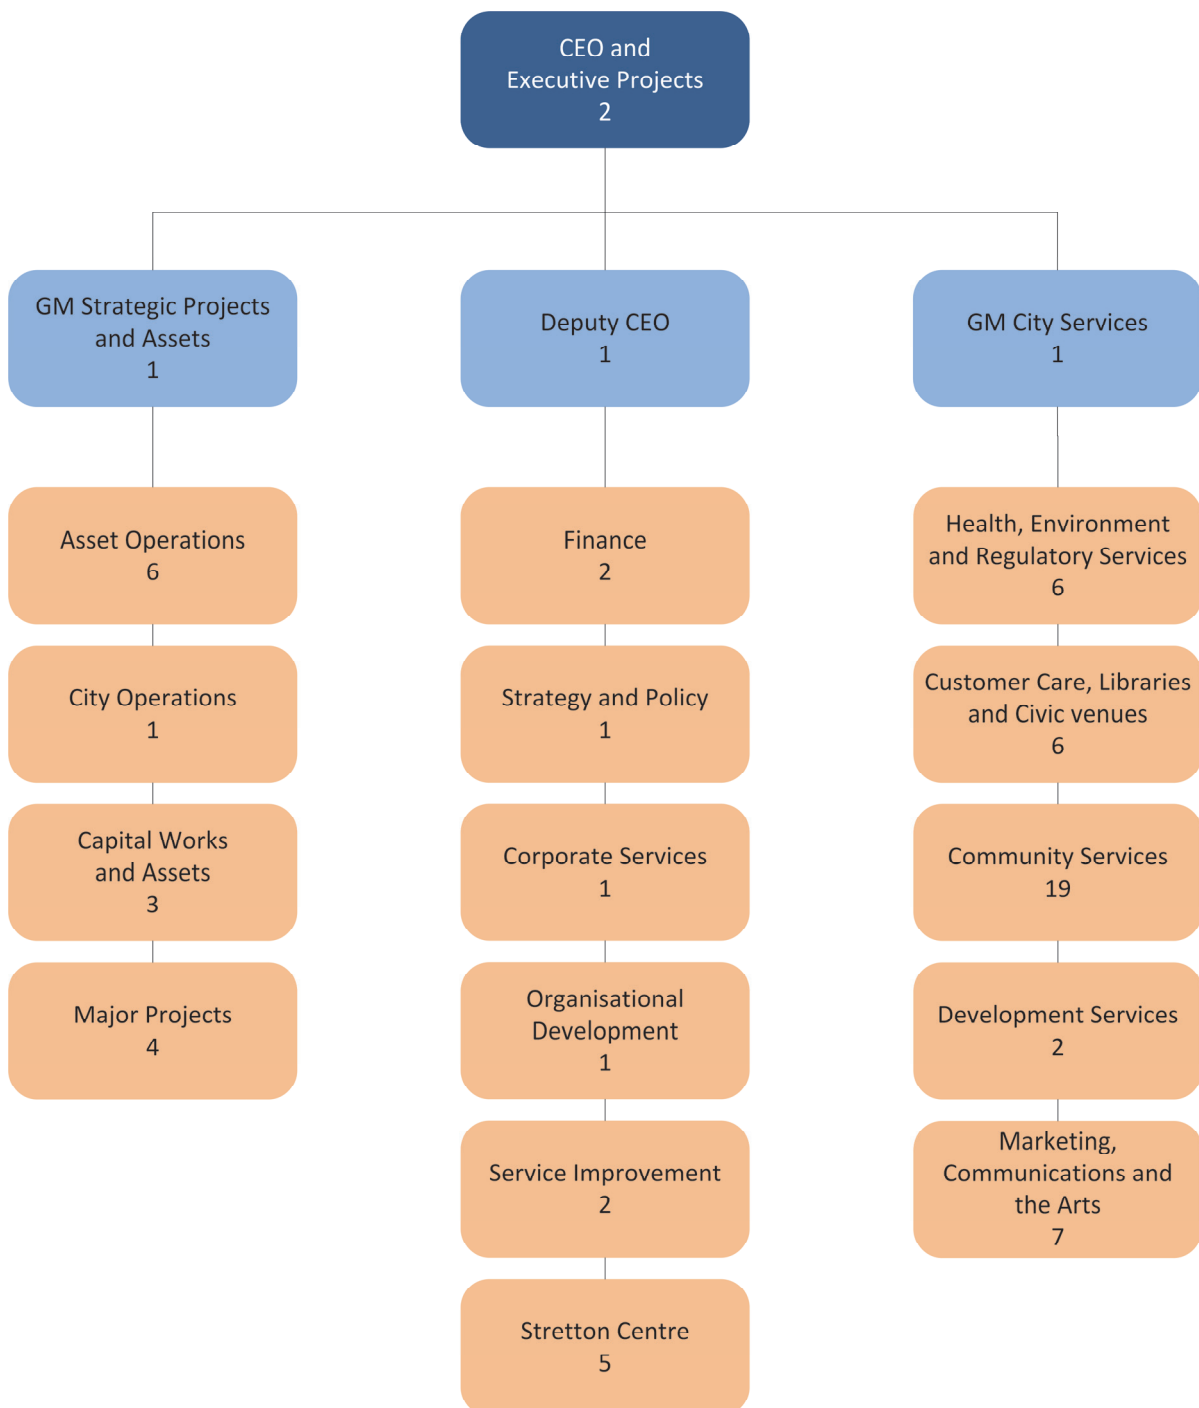 CEO and
Executive Projects
2
GM Strategic Projects
and Assets
1
Deputy CEO
1
GM City Services
1
Asset Operations
6
City Operations
1
Capital Works
and Assets
3
Major Projects
4
Finance
2
Strategy and Policy
1
Corporate Services
1
Organisational
Development
1
Service Improvement
2
Stretton Centre
5
Health, Environment
and Regulatory Services
6
Customer Care, Libraries
and Civic venues
6
Community Services
19
Development Services
2
Marketing,
Communications and
the Arts
7